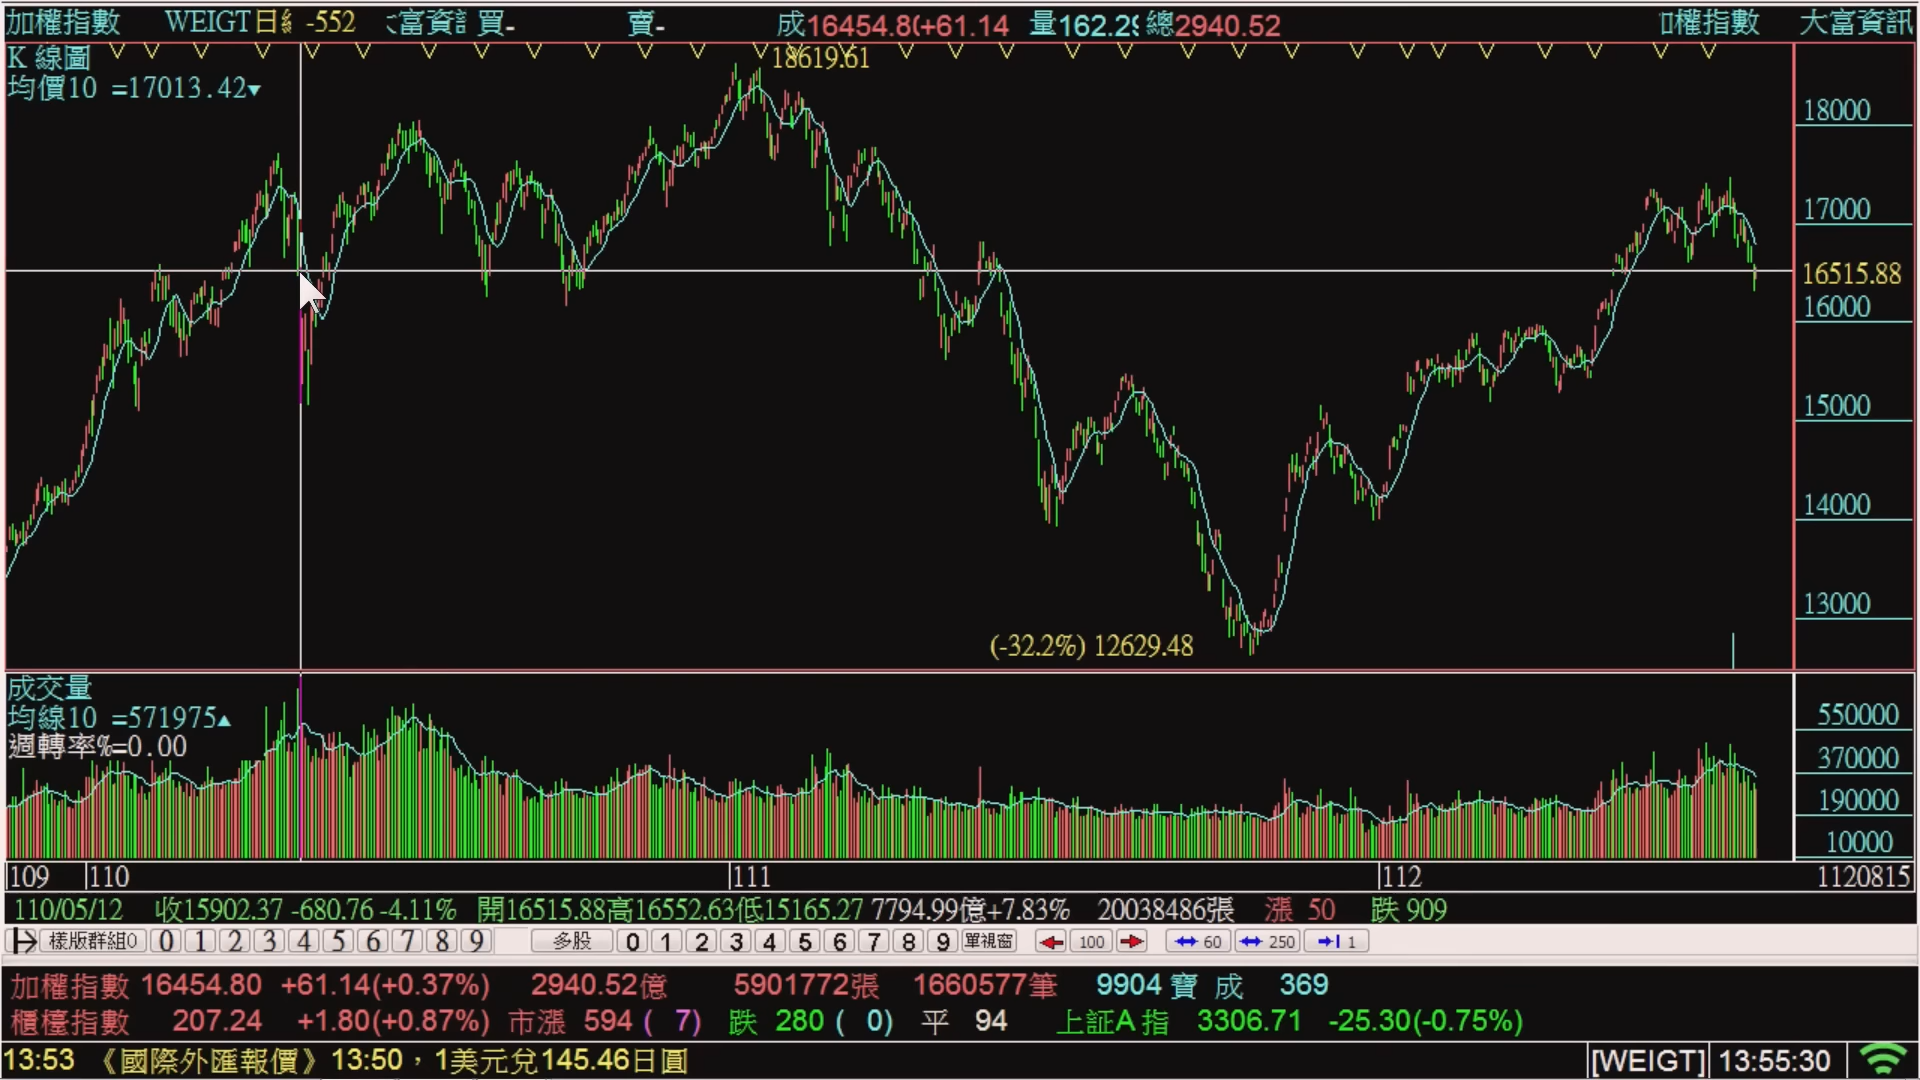 加權指數 WEIGT日 -552 富資訊 買- 賣- 成16454.80+61.14 量162.29 總2940.52 權指數 大富資訊
K 線圖
均價10 =17013.42▼
18619.61
18000
17000
16515.88
16000
15000
14000
13000
(-32.2%) 12629.48
成交量
均線10 =571975▲
週轉率%=0.00
550000
370000
190000
10000
109 110 111 112 1120815
110/05/12 收15902.37 -680.76 -4.11% 開16515.88高16552.63低15165.27 7794.99億+7.83% 20038486張 漲 50 跌 909
樣版群組0 0 1 2 3 4 5 6 7 8 9 多股 0 1 2 3 4 5 6 7 8 9 單視窗 100 60 250 1
加權指數 16454.80 +61.14(+0.37%) 2940.52億 5901772張 1660577筆 9904 寶 成 369
櫃檯指數 207.24 +1.80(+0.87%) 市漲 594 ( 7) 跌 280 ( 0) 平 94 上証A指 3306.71 -25.30(-0.75%)
13:53 《國際外匯報價》13:50，1美元兌145.46日圓 [WEIGT] 13:55:30